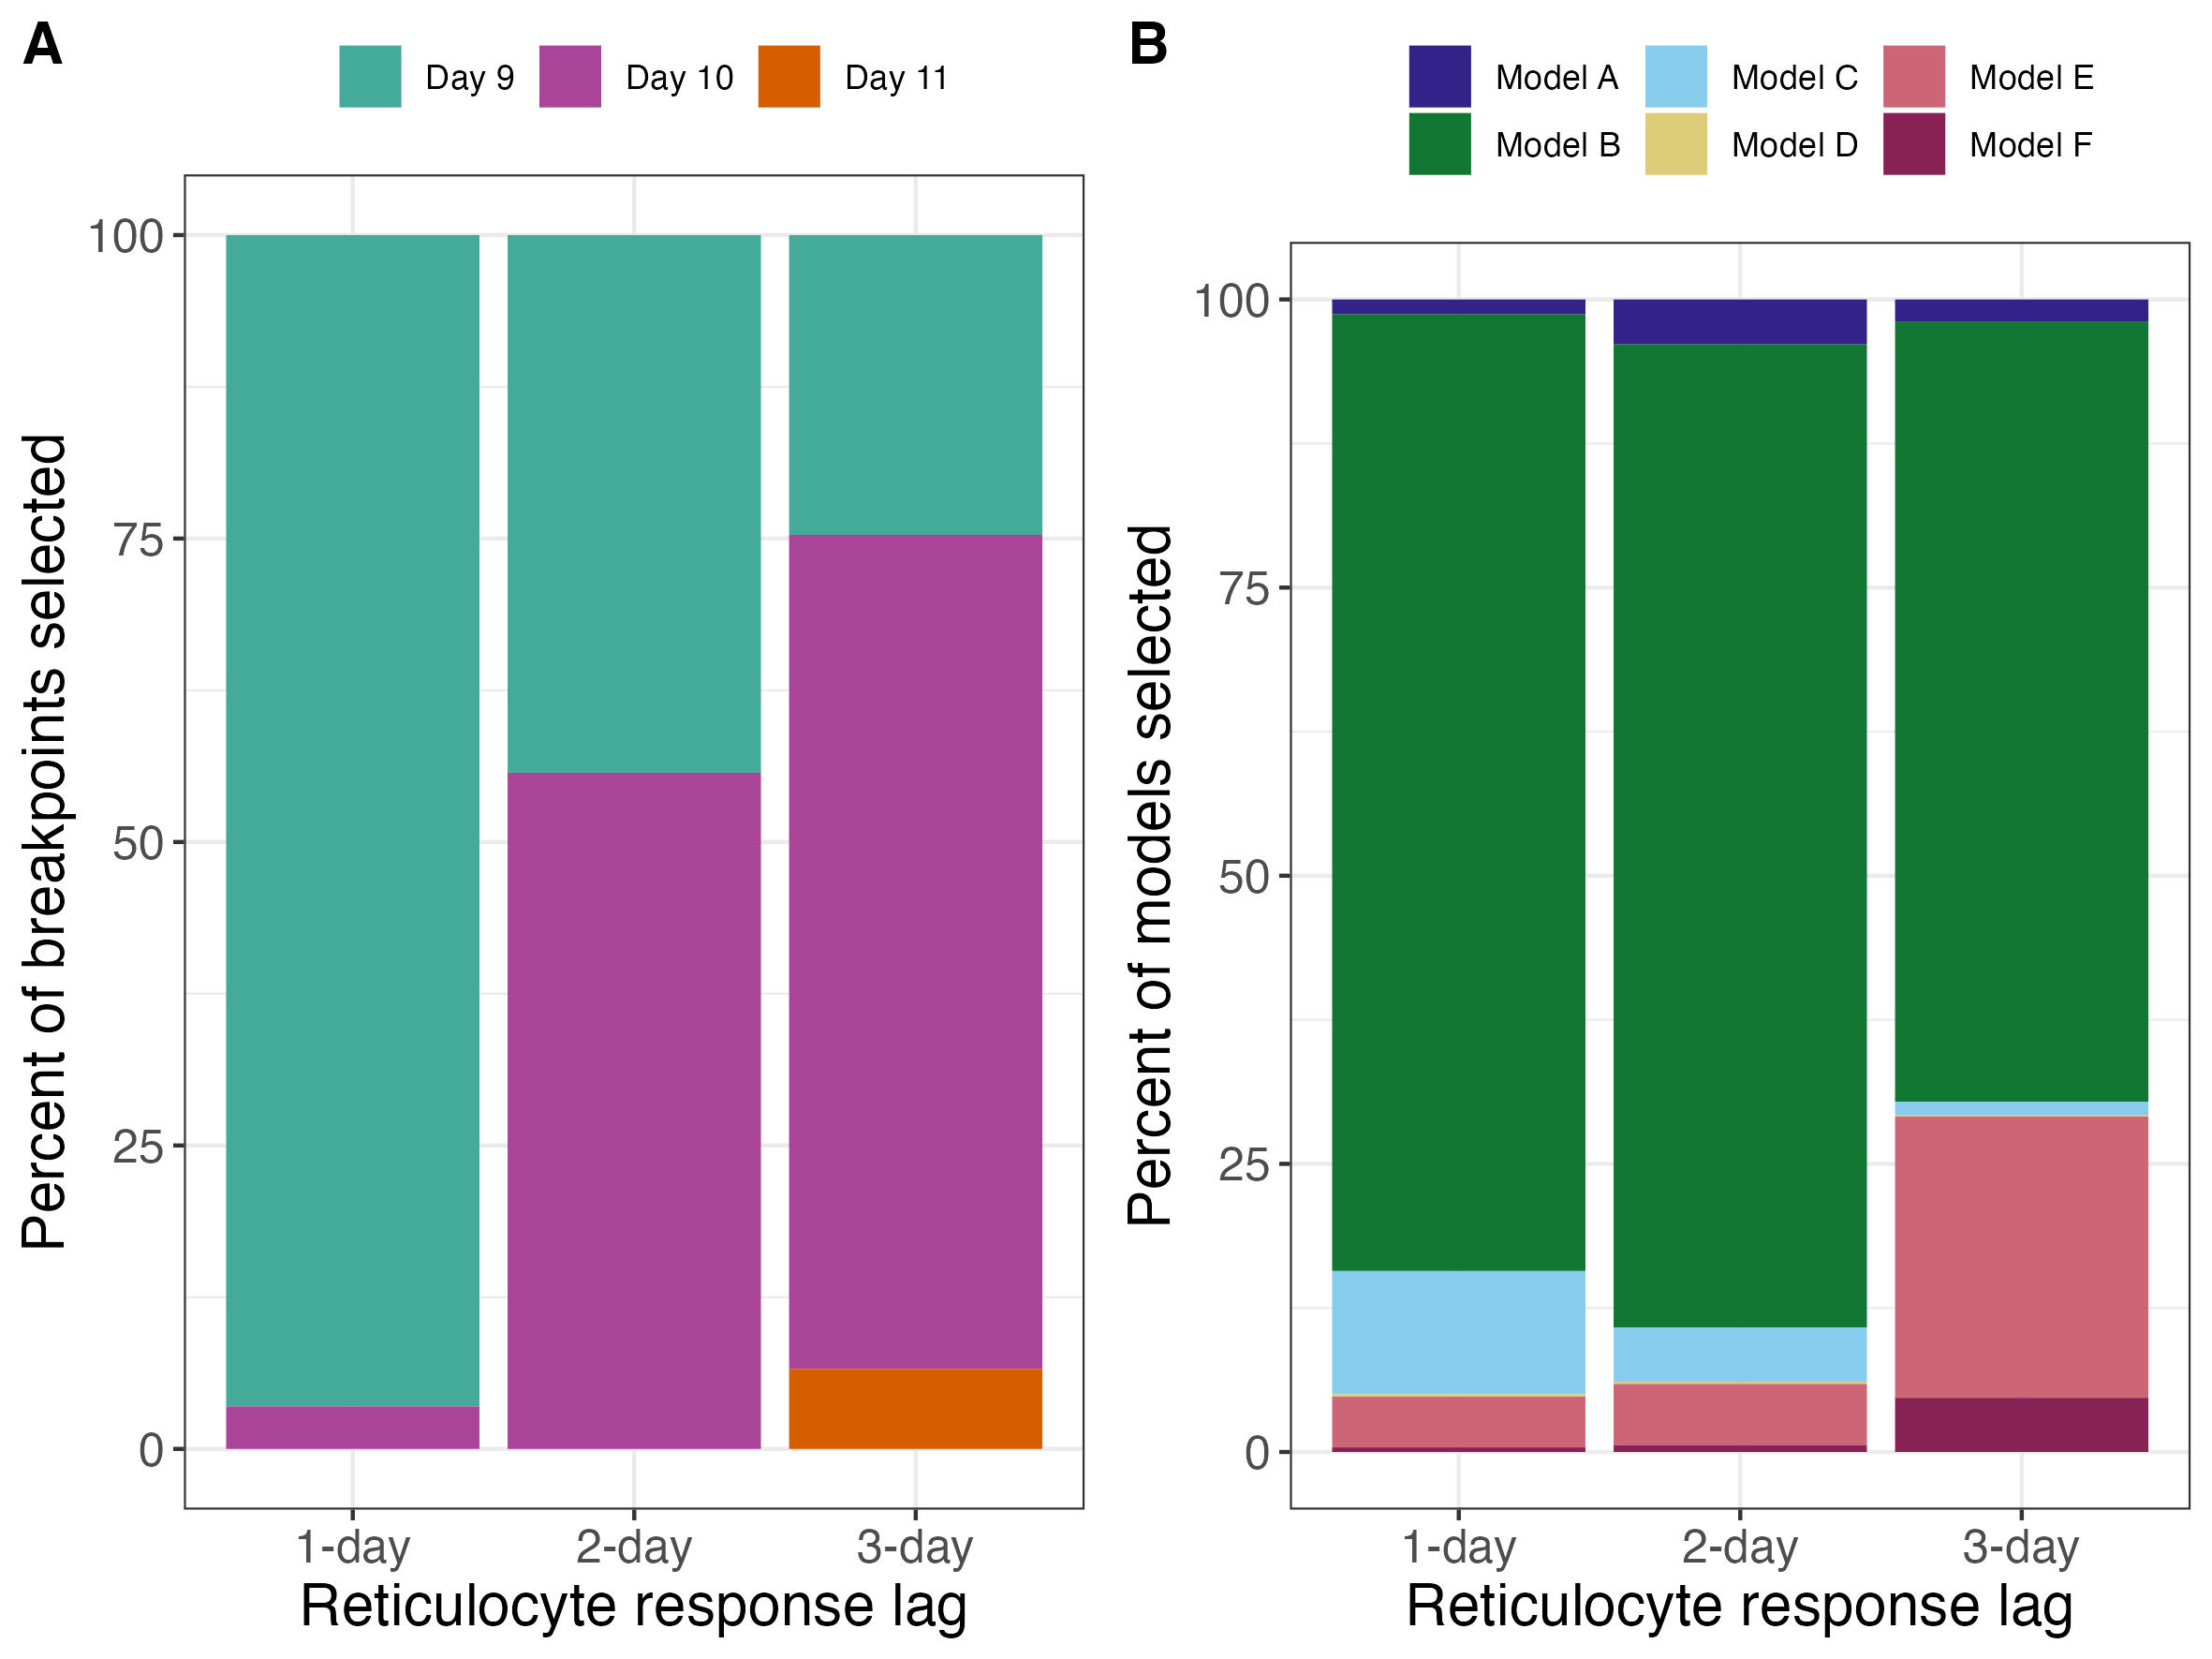 A
Day 9 Day 10 Day 11
Percent of breakpoints selected
100
75
50
25
0
1-day 2-day 3-day
Reticulocyte response lag
B
Model A Model C Model E
Model B Model D Model F
Percent of models selected
100
75
50
25
0
1-day 2-day 3-day
Reticulocyte response lag